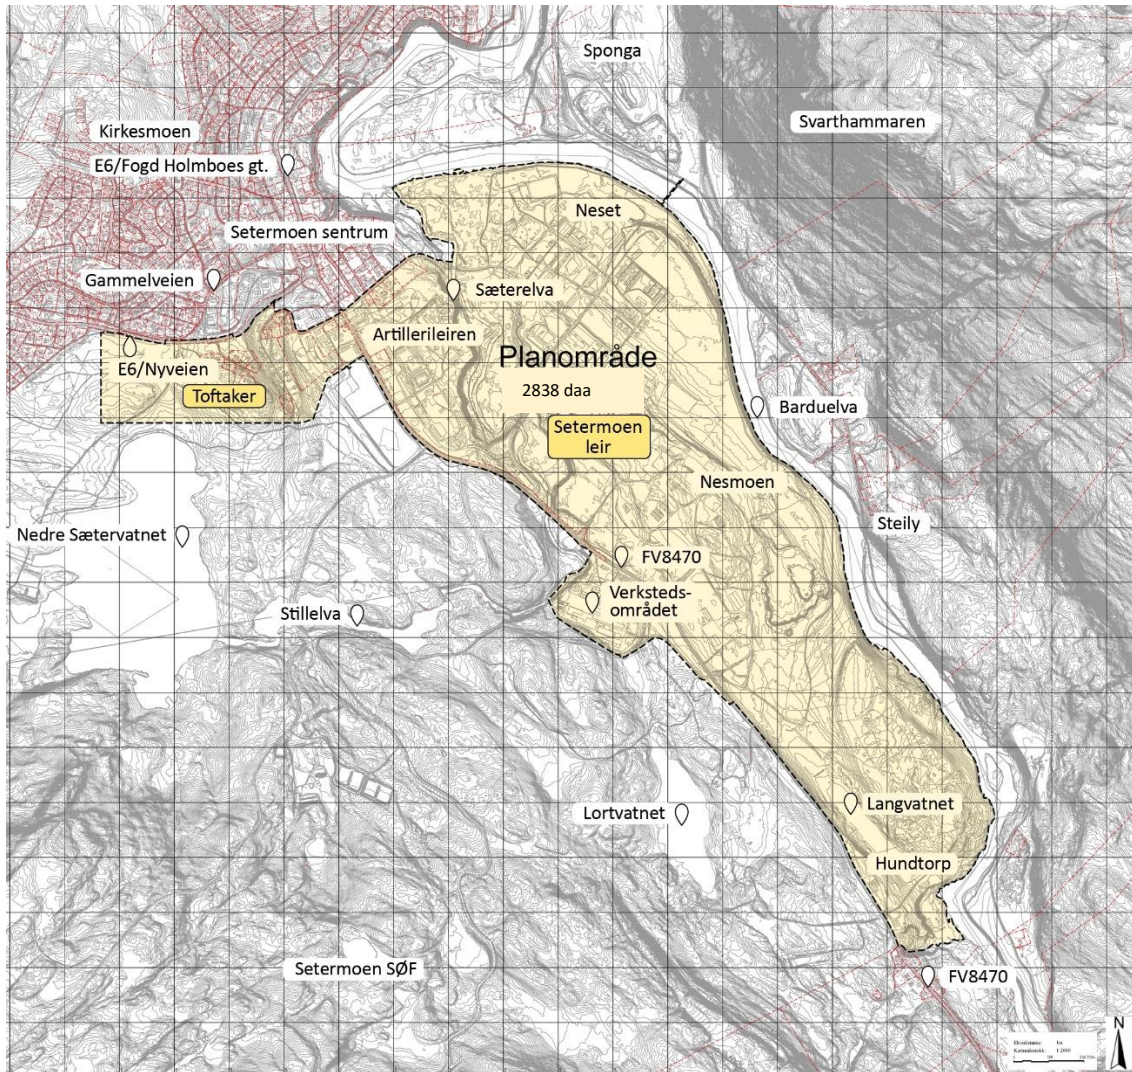 Sponga
Svarthammaren
Kirkesmoen
E6/Fogd Holmboes gt.
Neset
Setermoen sentrum
Gammelveien
Sæterelva
Artillerileiren
Planområde
E6/Nyveien
2838 daa
Toftaker
Barduelva
Setermoen
leir
Nesmoen
Steily
Nedre Sætervatnet
FV8470
Verksteds-
området
Stillelva
Langvatnet
Lortvatnet
Hundtorp
Setermoen SØF
FV8470
N